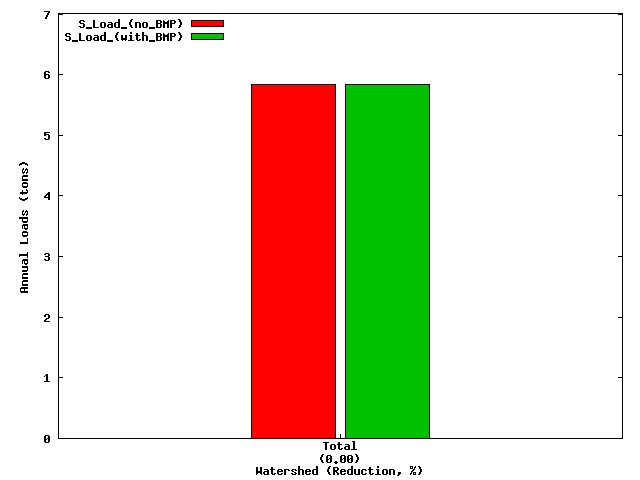 7
S_Load_(no_BMP)
S_Load_(with_BMP)
6
5
4
3
2
1
0
Annual Loads (tons)
Total
(0.00)
Watershed (Reduction, %)